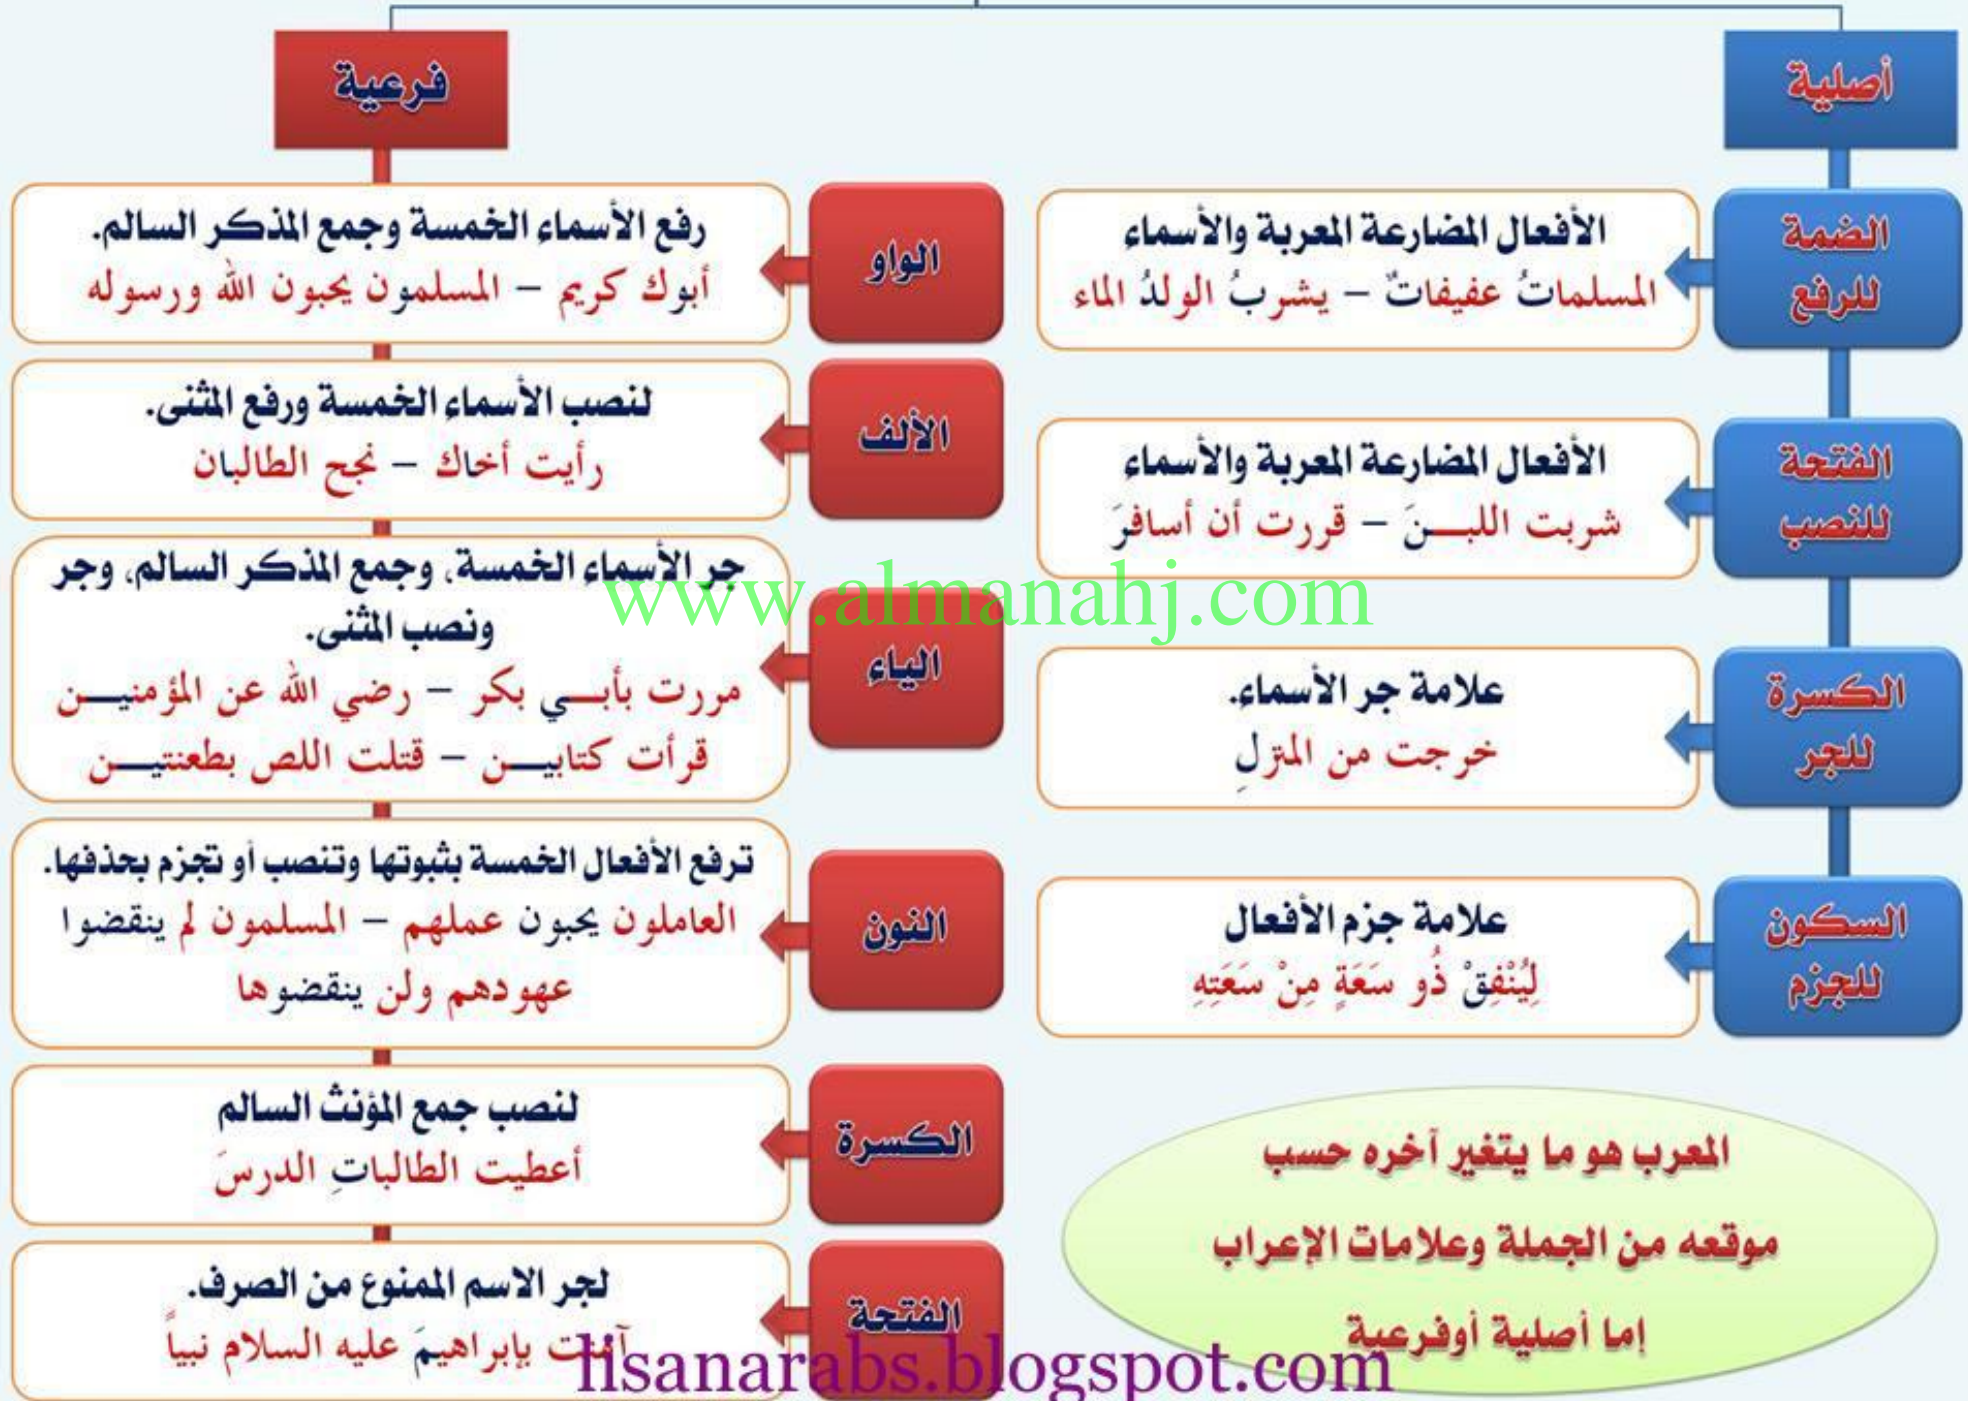 أصلية
الضمة
للرفع
الأفعال المضارعة المعربة والأسماء
المسلماتُ عفيفاتٌ – يشربُ الولدُ الماء
الفتحة
للنصب
الأفعال المضارعة المعربة والأسماء
شربت اللبـــنَ – قررت أن أسافرَ
الكسرة
للجر
علامة جر الأسماء.
خرجت من المنزلِ
السكون
للجزم
علامة جزم الأفعال
لِيُنْفِقْ ذُو سَعَةٍ مِنْ سَعَتِهِ
المعرب هو ما يتغير آخره حسب
موقعه من الجملة وعلامات الإعراب
إما أصلية أوفرعية
فرعية
الواو
رفع الأسماء الخمسة وجمع المذكر السالم.
أبوك كريم – المسلمون يحبون الله ورسوله
الألف
لنصب الأسماء الخمسة ورفع المثنى.
رأيت أخاك – نجح الطالبان
الياء
جر الأسماء الخمسة، وجمع المذكر السالم، وجر
ونصب المثنى.
مررت بأبـــي بكر – رضي الله عن المؤمنيـــن
قرأت كتابيـــن – قتلت اللص بطعنتيـــن
النون
ترفع الأفعال الخمسة بثبوتها وتنصب أو تجزم بحذفها.
العاملون يحبون عملهم – المسلمون لم ينقضوا
عهودهم ولن ينقضوها
الكسرة
لنصب جمع المؤنث السالم
أعطيت الطالباتِ الدرسَ
الفتحة
لجر الاسم الممنوع من الصرف.
آمنت بإبراهيمَ عليه السلام نبياً
www.almanahj.com
lisanarabs.blogspot.com